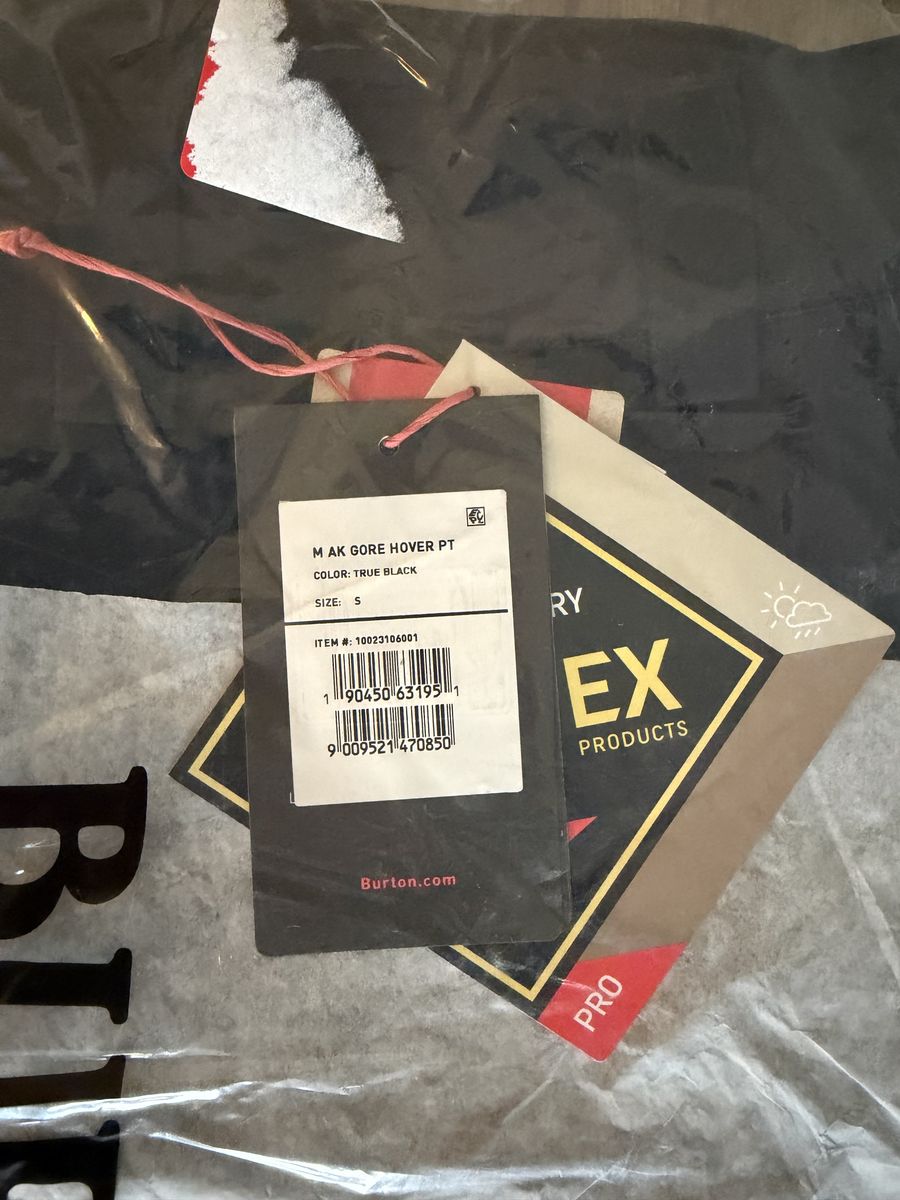 M AK GORE HOVER PT
COLOR: TRUE BLACK
SIZE: S
ITEM #: 10023106001
1 90450 63195 1
9 009521 470850
Burton.com
RY
EX
PRODUCTS
PRO